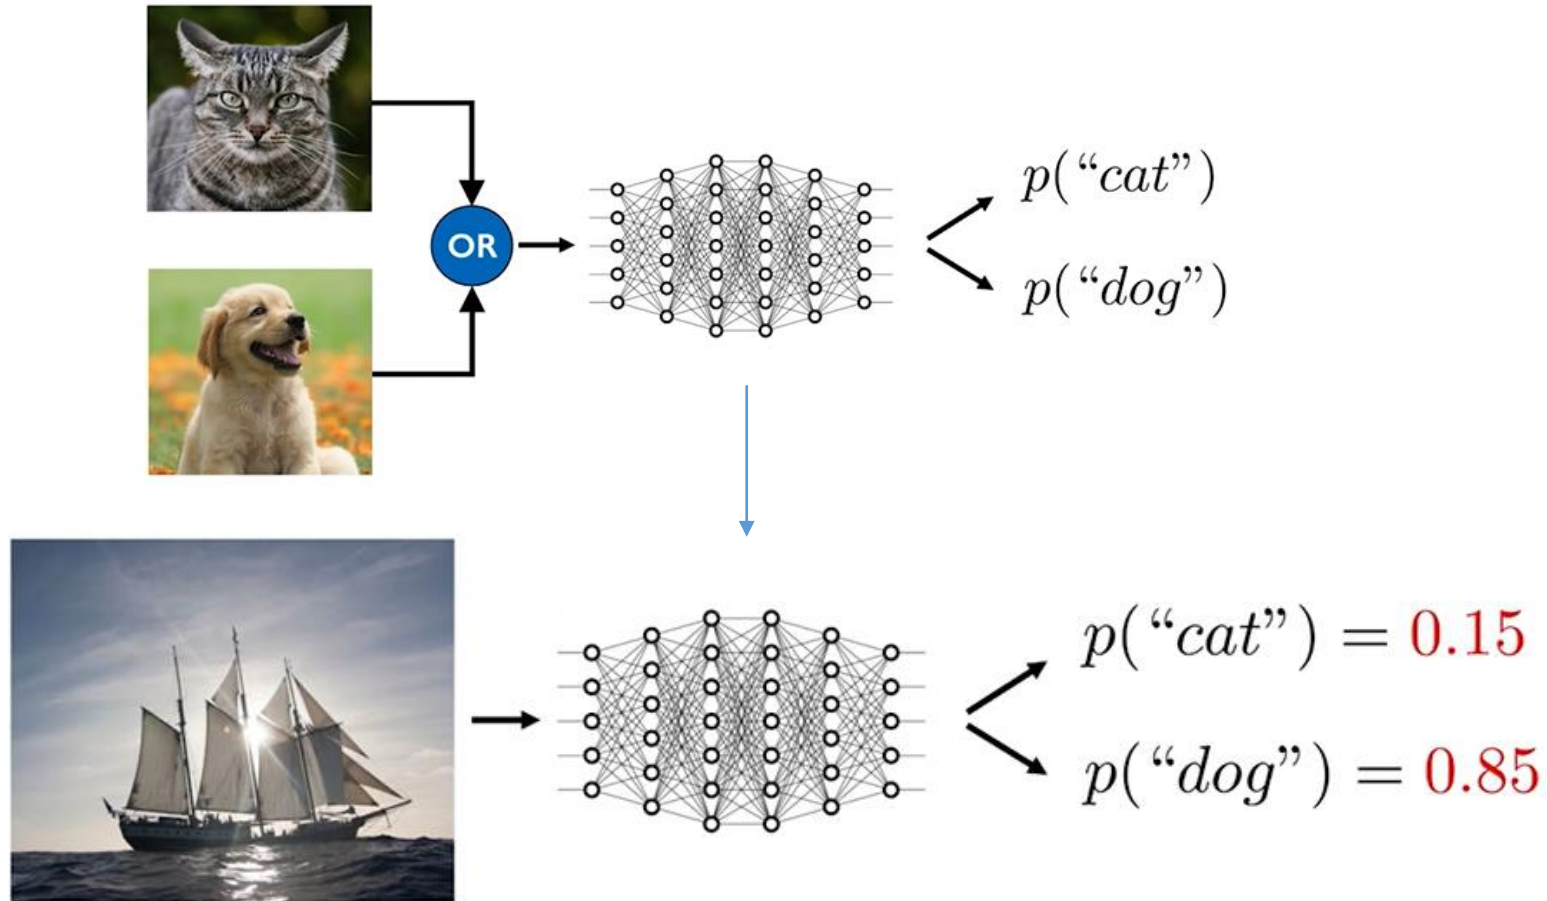 OR
p(“cat”)
p(“dog”)
p(“cat”) = 0.15
p(“dog”) = 0.85